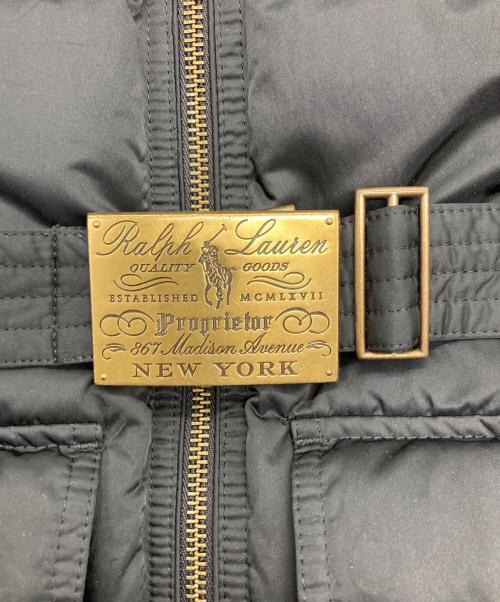 Ralph Lauren
QUALITY GOODS
ESTABLISHED MCMLXVII
Proprietor
867 Madison Avenue
NEW YORK